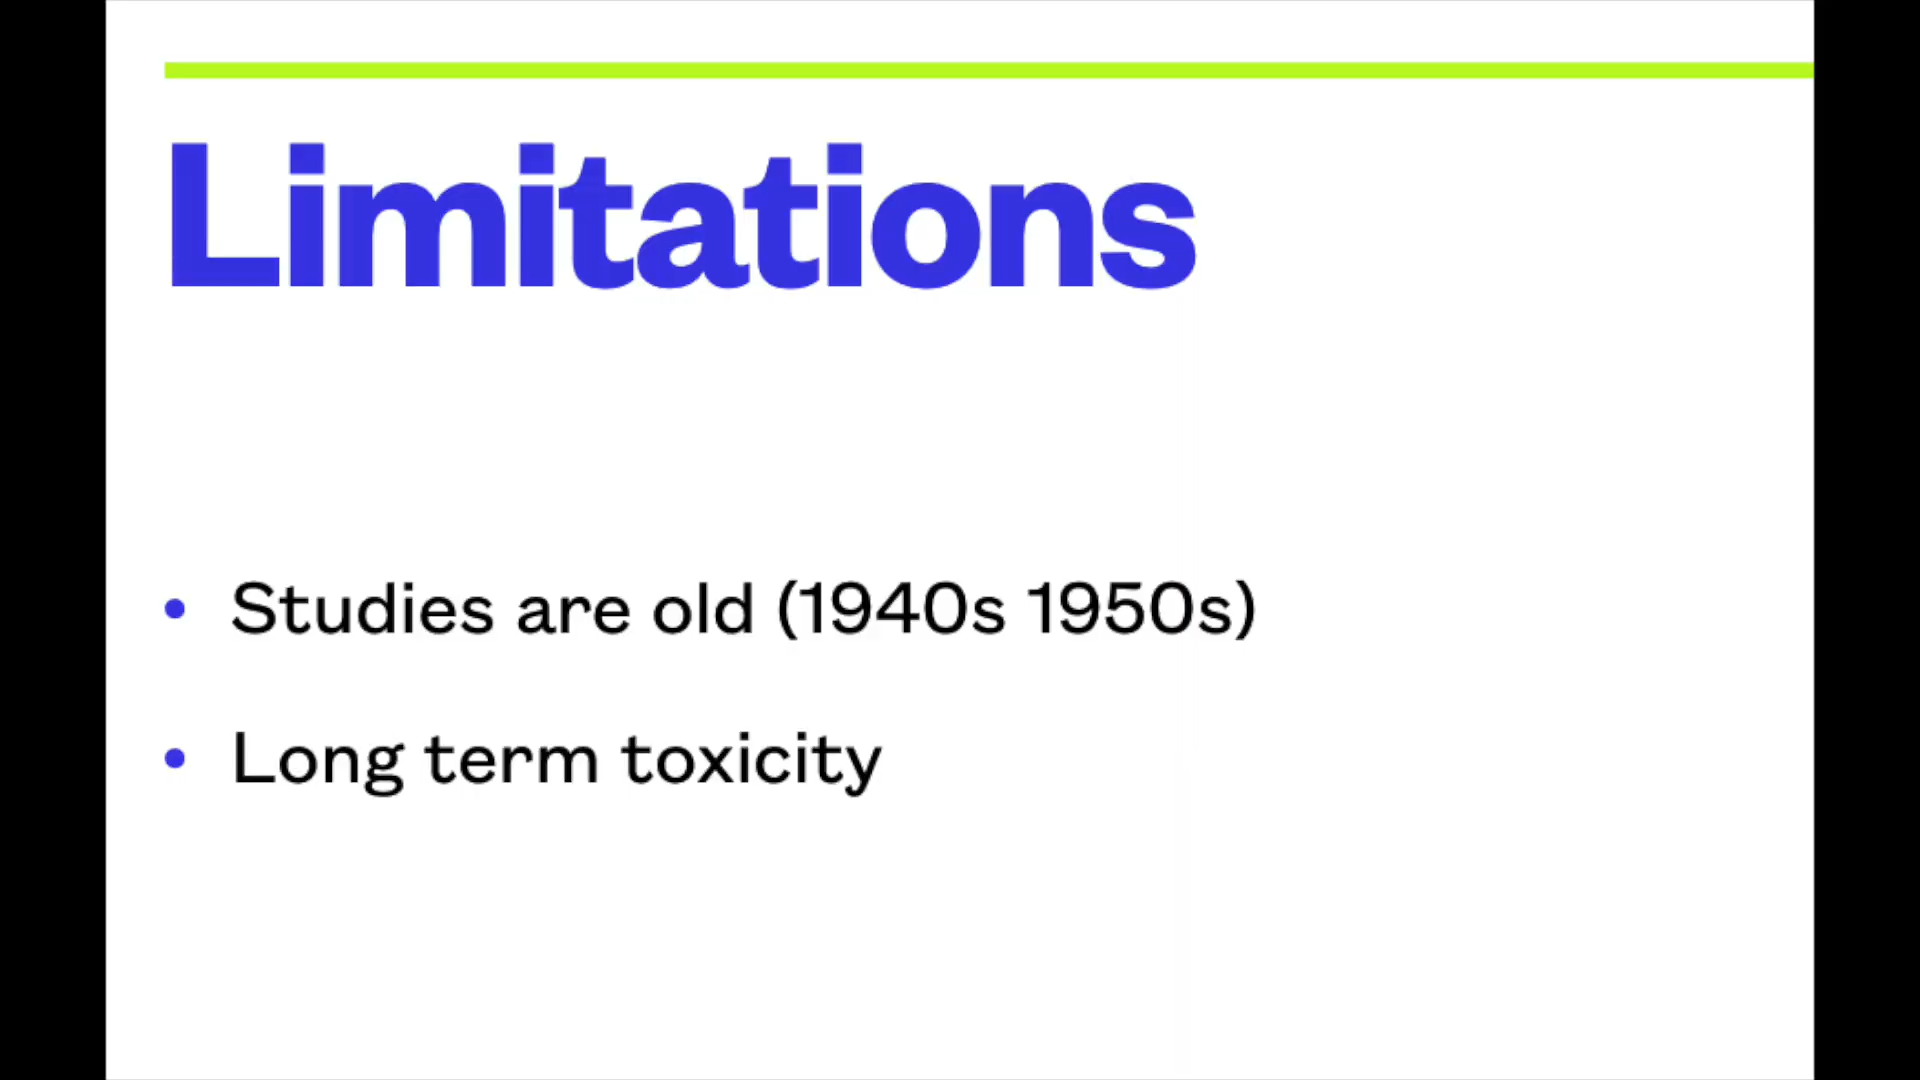 Limitations
• Studies are old (1940s 1950s)
• Long term toxicity